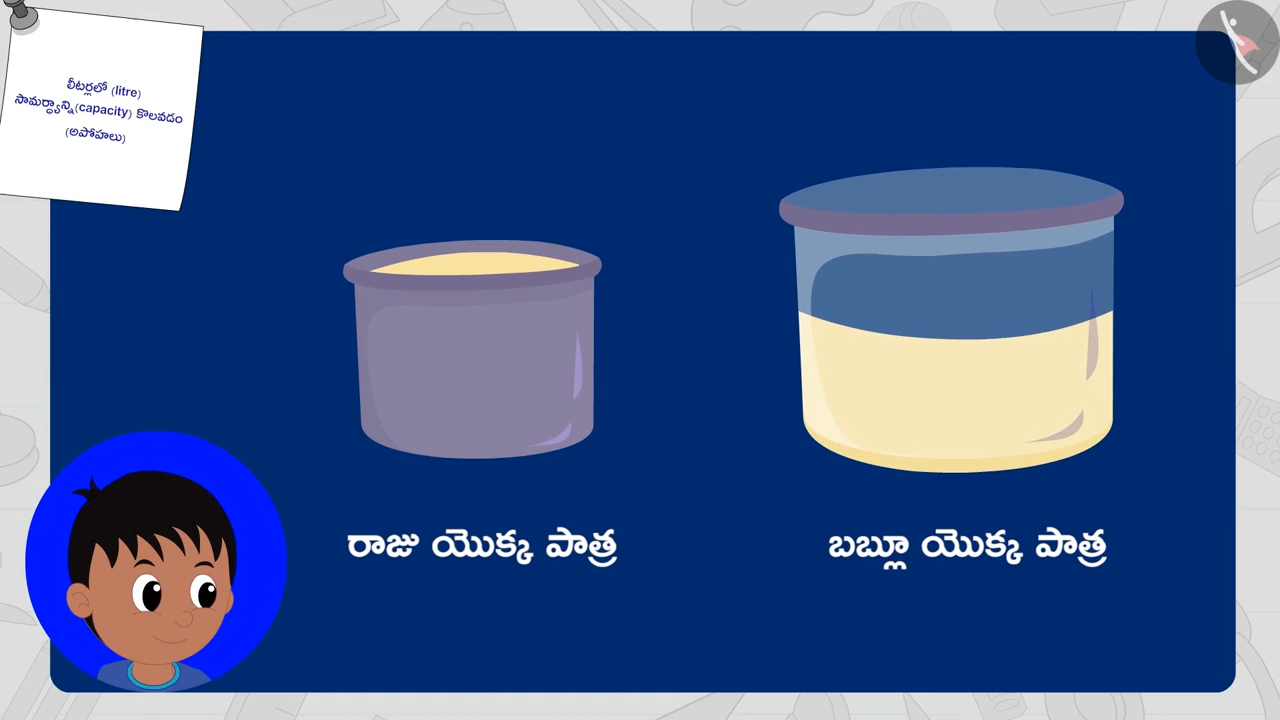 లీటర్లలో (litre)
సామర్థ్యాన్ని(capacity) కొలవడం
(అపోహలు)
రాజు యొక్క పాత్ర
బబ్లూ యొక్క పాత్ర